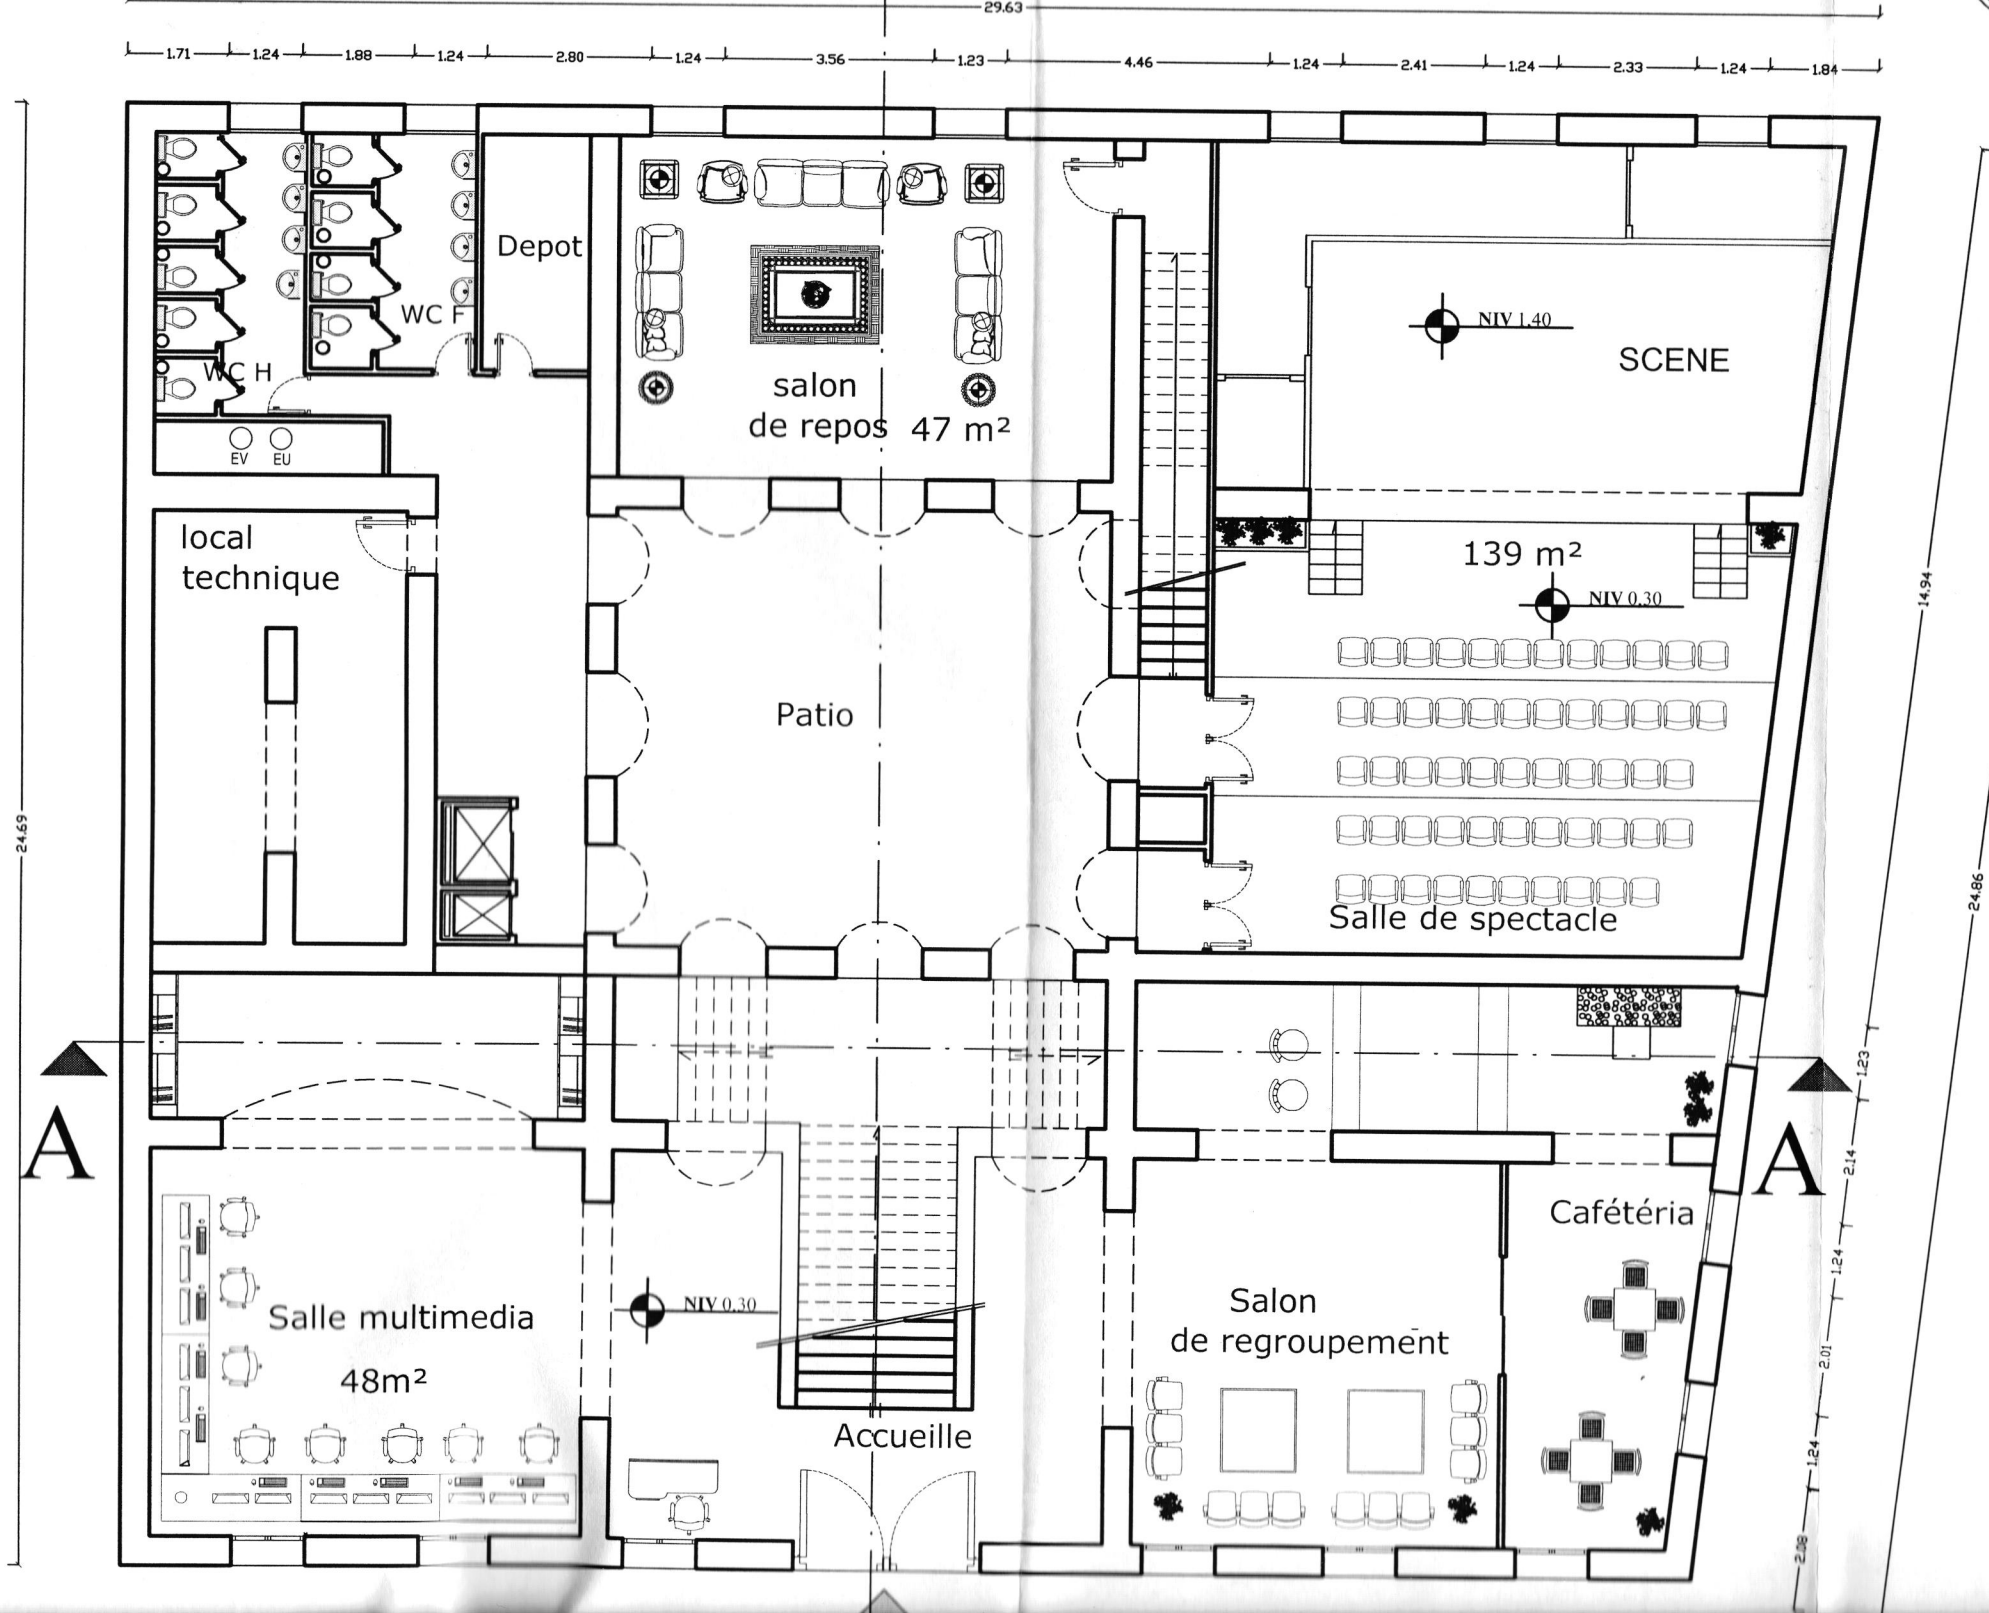 29.63
1.71 1.24 1.88 1.24 2.80 1.24 3.56 1.23 4.46 1.24 2.41 1.24 2.33 1.24 1.84
Depot
WC F
WC H
EV EU
salon
de repos 47 m²
NIV 1.40
SCENE
local
technique
139 m²
NIV 0.30
14.94
Patio
24.69
24.86
Salle de spectacle
1.23
A
A
2.14
Cafétéria
1.24
NIV 0.30
Salle multimedia
48m²
Salon
de regroupement
2.01
Accueille
1.24
2.08